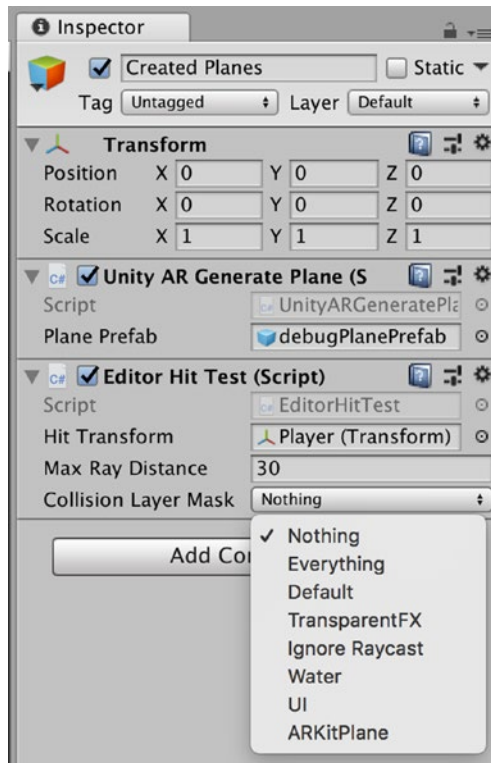 Inspector
Created Planes Static
Tag Untagged Layer Default
Transform
Position X 0 Y 0 Z 0
Rotation X 0 Y 0 Z 0
Scale X 1 Y 1 Z 1
C# Unity AR Generate Plane (S
Script C# UnityARGeneratePla
Plane Prefab debugPlanePrefab
C# Editor Hit Test (Script)
Script C# EditorHitTest
Hit Transform Player (Transform)
Max Ray Distance 30
Collision Layer Mask Nothing
Add Co
✓ Nothing
Everything
Default
TransparentFX
Ignore Raycast
Water
UI
ARKitPlane